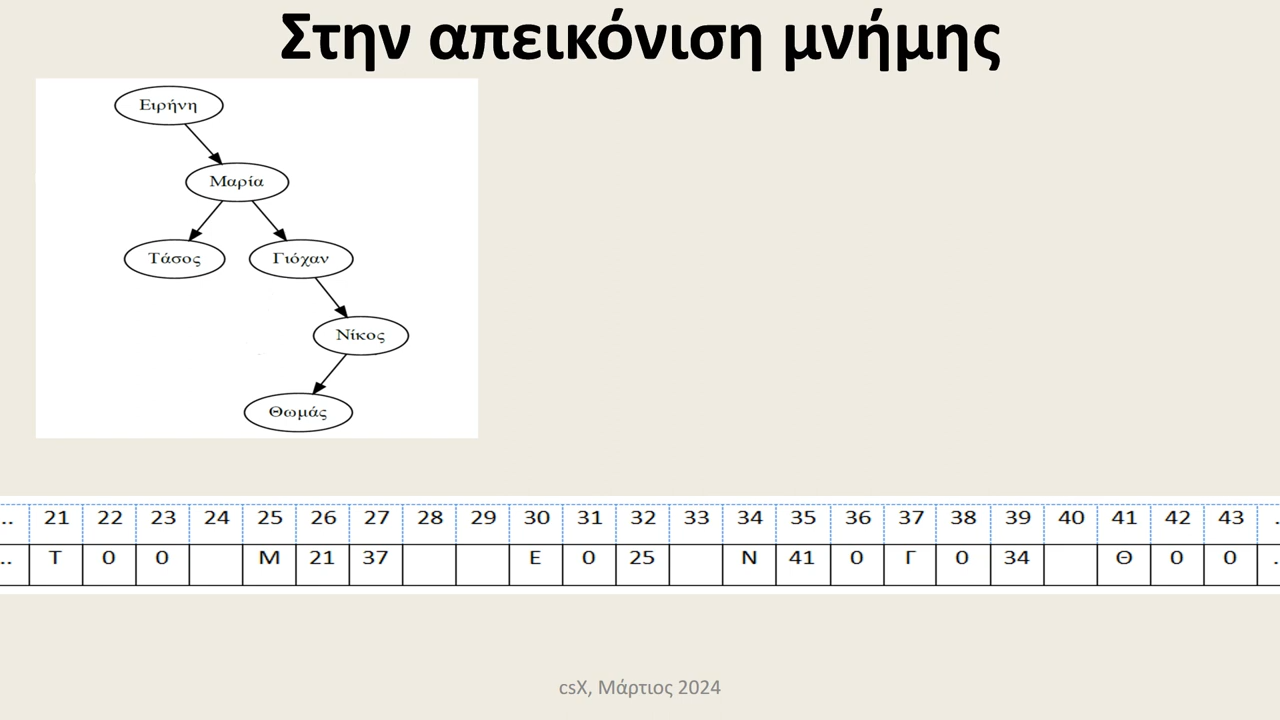 Στην απεικόνιση μνήμης
Ειρήνη
Μαρία
Τάσος Γιόχαν
Νίκος
Θωμάς
.. 21 22 23 24 25 26 27 28 29 30 31 32 33 34 35 36 37 38 39 40 41 42 43 .
.. Τ 0 0 Μ 21 37 Ε 0 25 Ν 41 0 Γ 0 34 Θ 0 0 .
csX, Μάρτιος 2024